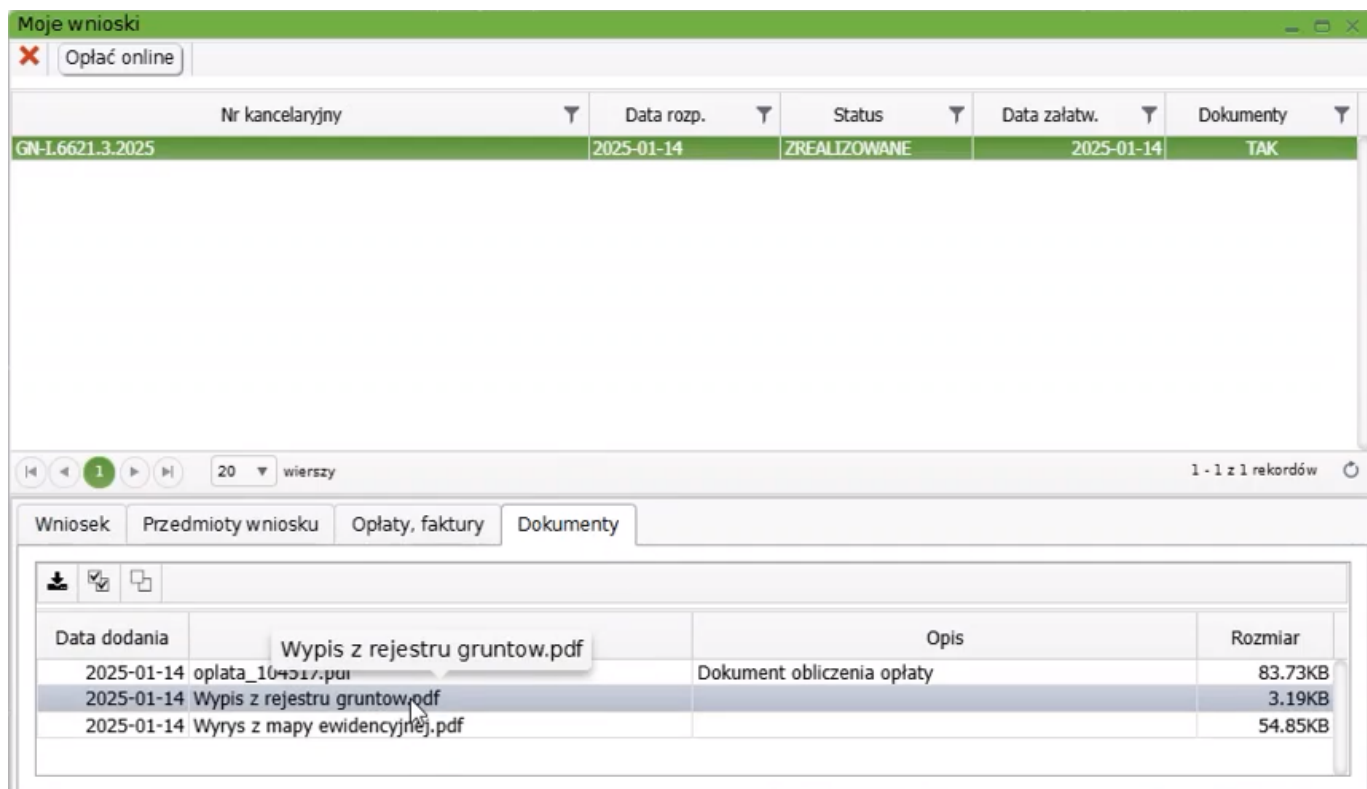 Moje wnioski
Opłać online
Nr kancelaryjny Data rozp. Status Data załatw. Dokumenty
GN-I.6621.3.2025 2025-01-14 ZREALIZOWANE 2025-01-14 TAK
1 20 wierszy 1 - 1 z 1 rekordów
Wniosek Przedmioty wniosku Opłaty, faktury Dokumenty
Data dodania Opis Rozmiar
Wypis z rejestru gruntow.pdf
2025-01-14 oplata_104517.pdf Dokument obliczenia opłaty 83.73KB
2025-01-14 Wypis z rejestru gruntow.pdf 3.19KB
2025-01-14 Wyrys z mapy ewidencyjnej.pdf 54.85KB